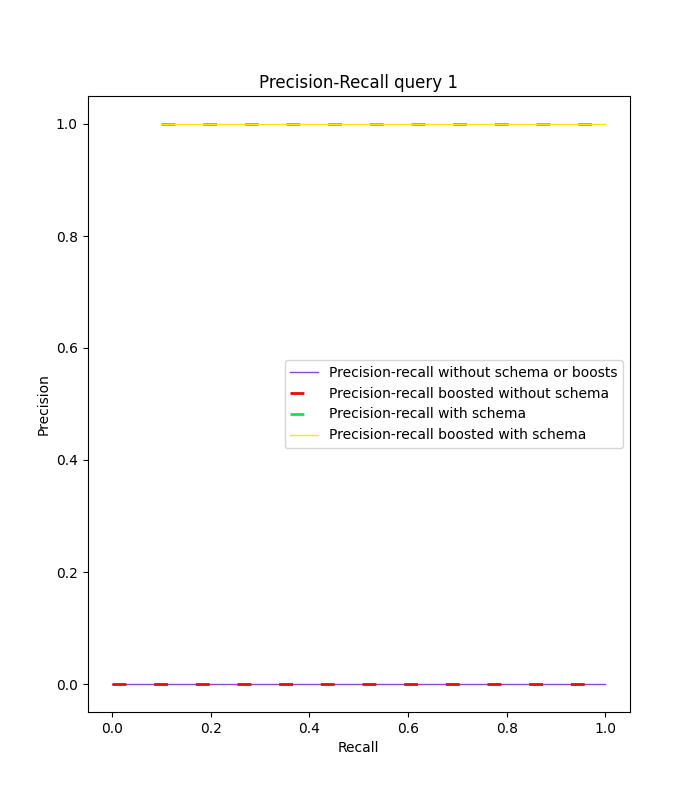 Precision-Recall query 1
1.0
0.8
0.6
0.4
0.2
0.0
Precision
Precision-recall without schema or boosts
Precision-recall boosted without schema
Precision-recall with schema
Precision-recall boosted with schema
0.0 0.2 0.4 0.6 0.8 1.0
Recall